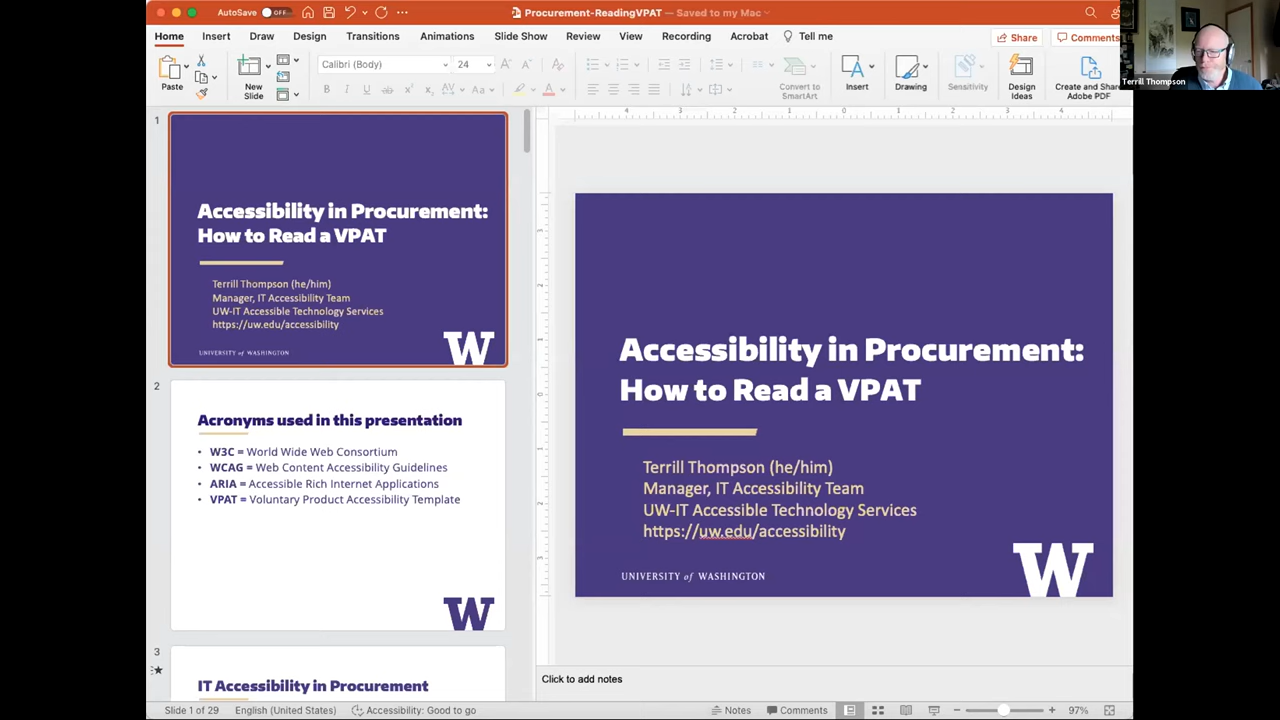 AutoSave OFF
Procurement-ReadingVPAT — Saved to my Mac
Home Insert Draw Design Transitions Animations Slide Show Review View Recording Acrobat Tell me Share Comments
Terrill Thompson
Calibri (Body) 24
Paste
New
Slide
Convert to
SmartArt
Insert
Drawing
Sensitivity
Design
Ideas
Create and Share
Adobe PDF
1
Accessibility in Procurement:
How to Read a VPAT
Terrill Thompson (he/him)
Manager, IT Accessibility Team
UW-IT Accessible Technology Services
https://uw.edu/accessibility
UNIVERSITY of WASHINGTON
W
2
Acronyms used in this presentation
• W3C = World Wide Web Consortium
• WCAG = Web Content Accessibility Guidelines
• ARIA = Accessible Rich Internet Applications
• VPAT = Voluntary Product Accessibility Template
W
3
IT Accessibility in Procurement
Accessibility in Procurement:
How to Read a VPAT
Terrill Thompson (he/him)
Manager, IT Accessibility Team
UW-IT Accessible Technology Services
https://uw.edu/accessibility
UNIVERSITY of WASHINGTON
W
Click to add notes
Slide 1 of 29 English (United States) Accessibility: Good to go Notes Comments 97%